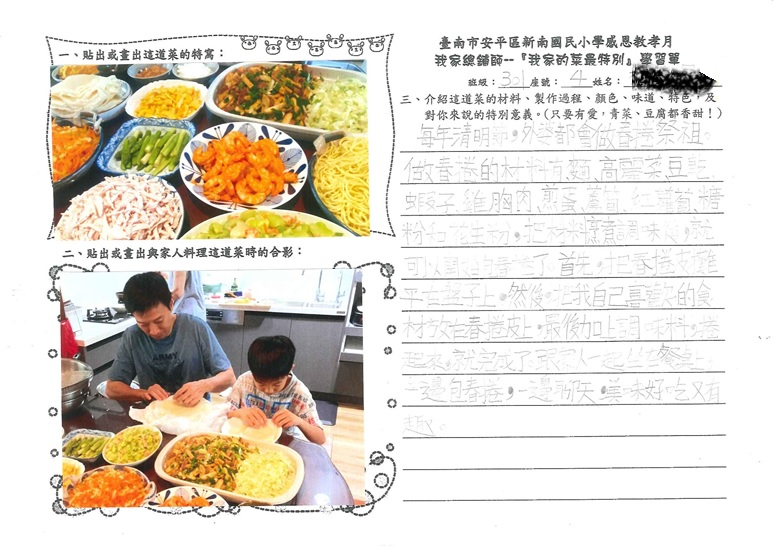 一、貼出或畫出這道菜的特寫：
二、貼出或畫出與家人料理這道菜時的合影：
ARMY
臺南市安平區新南國民小學感恩教孝月
我家總鋪師--『我家的菜最特別』學習單
班級：301 座號：4 姓名：
三、介紹這道菜的材料、製作過程、顏色、味道、特色，及
對你來說的特別意義。(只要有愛，青菜、豆腐都香甜！)
每年清明節，外婆都會做春捲祭祖。
做春捲的材料有麵、高麗菜、豆乾、
蝦子、雞胸肉、煎蛋、蘆筍、紅蘿蔔、糖
粉和花生粉。把材料煮調味好，就
可以開始包春捲了。首先，把春捲皮攤
平在盤子上。然後，把我自己喜歡的食
材放在春捲皮上。最後加上調味料，捲
起來，就完成了。跟家人一起坐在餐桌上
一邊包春捲，一邊聊天，美味好吃又有
趣。